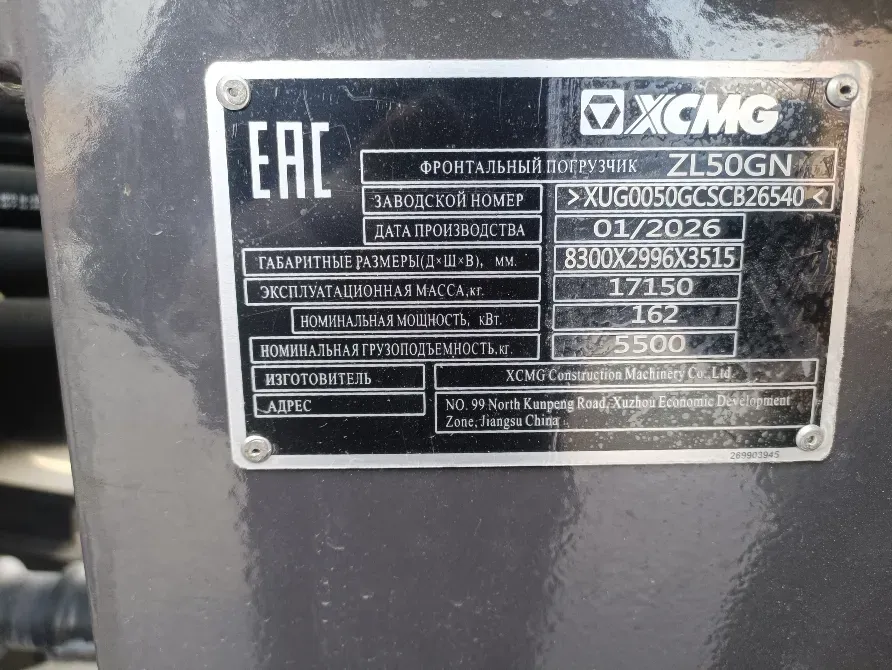 XCMG
EAC
ФРОНТАЛЬНЫЙ ПОГРУЗЧИК ZL50GN
ЗАВОДСКОЙ НОМЕР >XUG0050GCSCB26540<
ДАТА ПРОИЗВОДСТВА 01/2026
ГАБАРИТНЫЕ РАЗМЕРЫ(Д×Ш×В), мм. 8300X2996X3515
ЭКСПЛУАТАЦИОННАЯ МАССА,кг. 17150
НОМИНАЛЬНАЯ МОЩНОСТЬ, кВт. 162
НОМИНАЛЬНАЯ ГРУЗОПОДЪЕМНОСТЬ,кг. 5500
ИЗГОТОВИТЕЛЬ XCMG Construction Machinery Co.,Ltd.
АДРЕС NO. 99 North Kunpeng Road, Xuzhou Economic Development
Zone, Jiangsu China
269903945